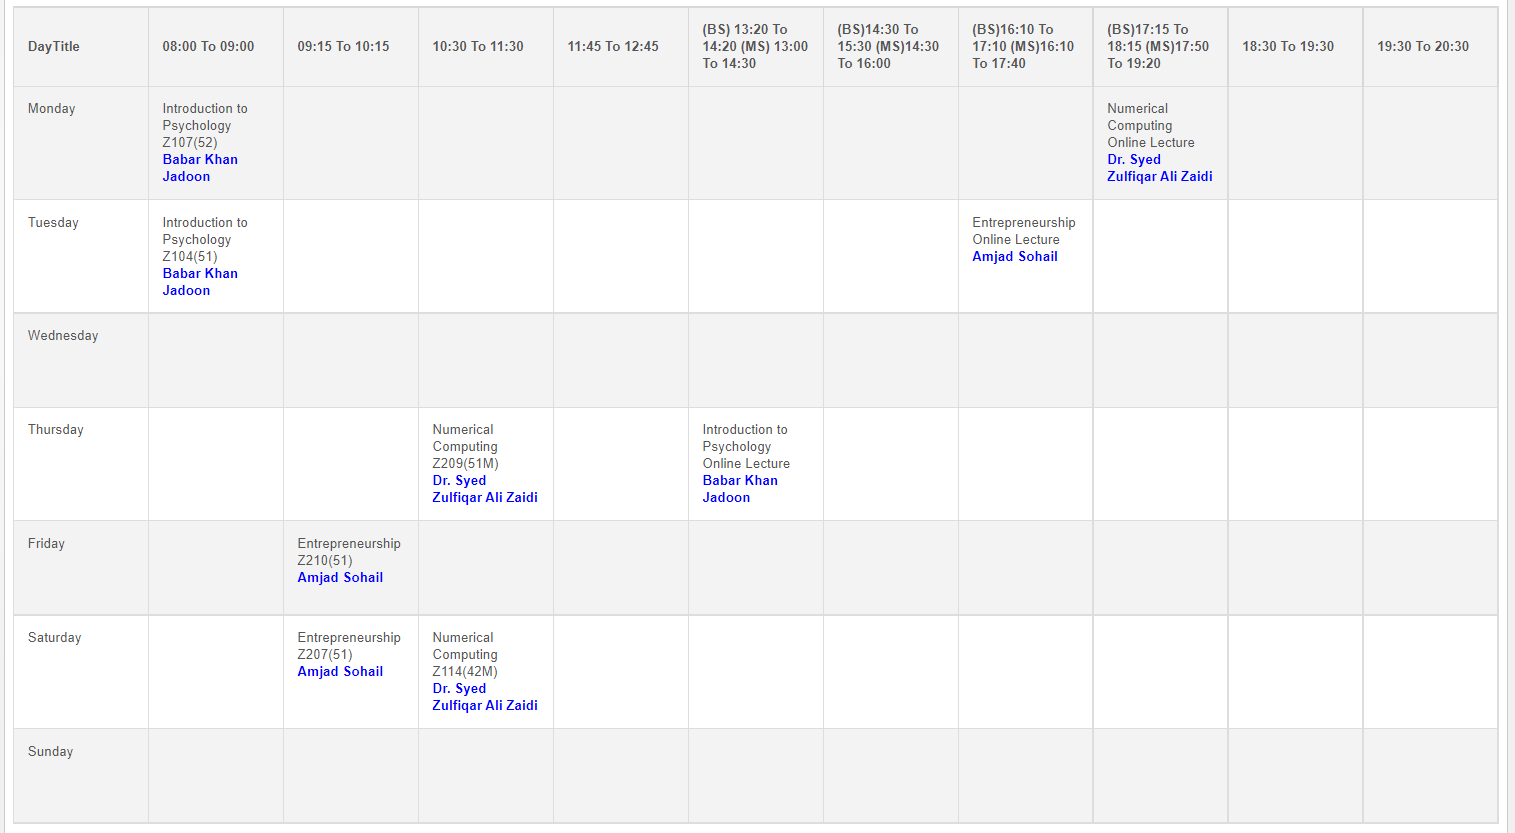 DayTitle
08:00 To 09:00
09:15 To 10:15
10:30 To 11:30
11:45 To 12:45
(BS) 13:20 To
14:20 (MS) 13:00
To 14:30
(BS)14:30 To
15:30 (MS)14:30
To 16:00
(BS)16:10 To
17:10 (MS)16:10
To 17:40
(BS)17:15 To
18:15 (MS)17:50
To 19:20
18:30 To 19:30
19:30 To 20:30
Monday
Introduction to
Psychology
Z107(52)
Babar Khan
Jadoon
Numerical
Computing
Online Lecture
Dr. Syed
Zulfiqar Ali Zaidi
Tuesday
Introduction to
Psychology
Z104(51)
Babar Khan
Jadoon
Entrepreneurship
Online Lecture
Amjad Sohail
Wednesday
Thursday
Numerical
Computing
Z209(51M)
Dr. Syed
Zulfiqar Ali Zaidi
Introduction to
Psychology
Online Lecture
Babar Khan
Jadoon
Friday
Entrepreneurship
Z210(51)
Amjad Sohail
Saturday
Entrepreneurship
Z207(51)
Amjad Sohail
Numerical
Computing
Z114(42M)
Dr. Syed
Zulfiqar Ali Zaidi
Sunday